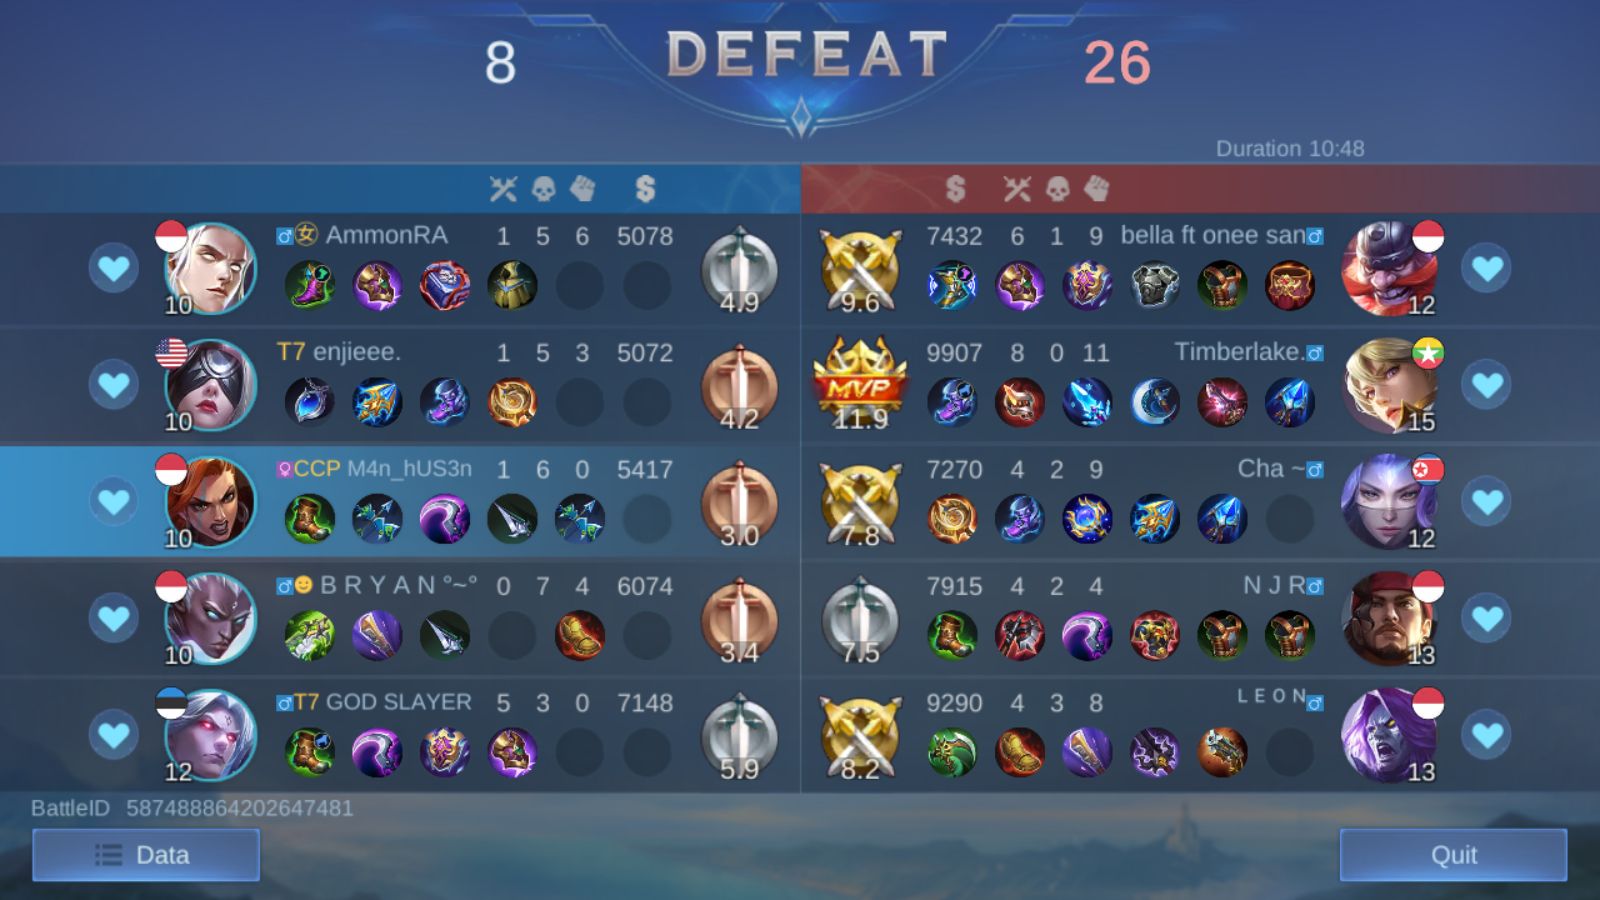 8 DEFEAT 26
Duration 10:48
AmmonRA 1 5 6 5078
10 4.9
7432 6 1 9 bella ft onee san
9.6 12
T7 enjieee. 1 5 3 5072
10 4.2
9907 8 0 11 Timberlake.
MVP
11.9 15
CCP M4n_hUS3n 1 6 0 5417
10 3.0
7270 4 2 9 Cha ~
7.8 12
B R Y A N °~° 0 7 4 6074
10 3.4
7915 4 2 4 N J R
7.5 13
T7 GOD SLAYER 5 3 0 7148
12 5.9
9290 4 3 8 L E O N
8.2 13
BattleID 587488864202647481
Data
Quit